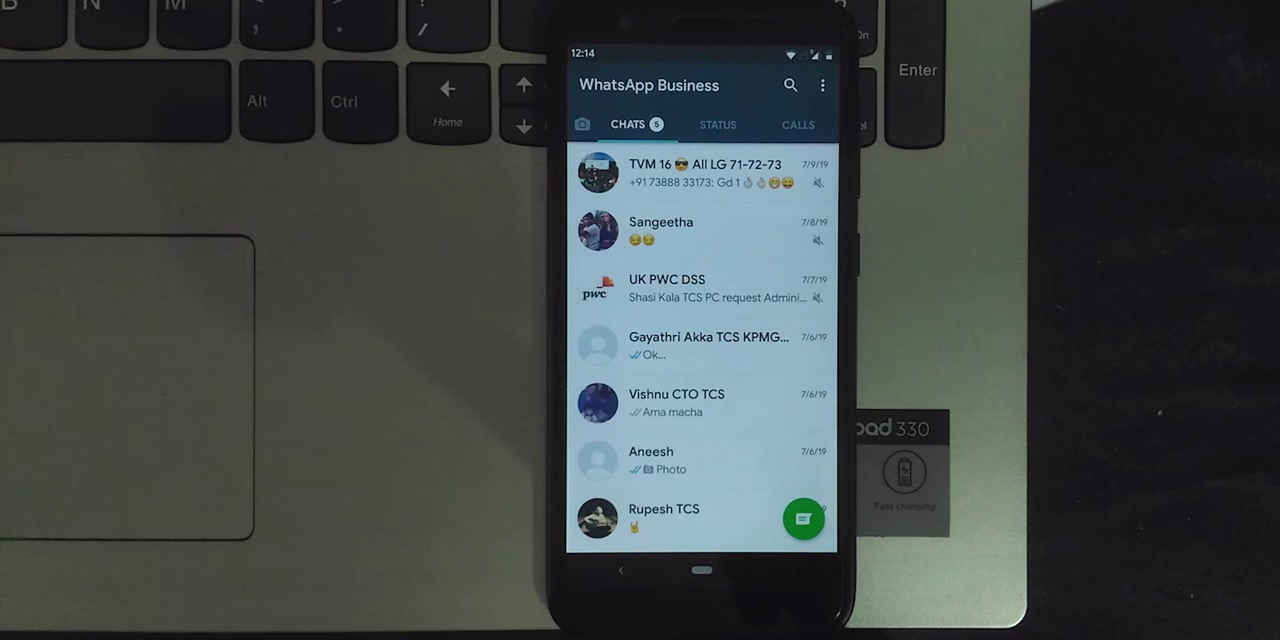 B N M < , > . ? /
Alt Ctrl Home Enter
12:14
WhatsApp Business
CHATS 5 STATUS CALLS
TVM 16 😎 All LG 71-72-73 7/9/19
+91 73888 33173: Gd 1👌🏻👌🏻😁😜
Sangeetha 7/8/19
😏😏
UK PWC DSS 7/7/19
pwc
Shasi Kala TCS PC request Admini...
Gayathri Akka TCS KPMG... 7/6/19
Ok...
Vishnu CTO TCS 7/6/19
Ama macha
Aneesh 7/6/19
Photo
Rupesh TCS
🤘
pad 330
Fast charging